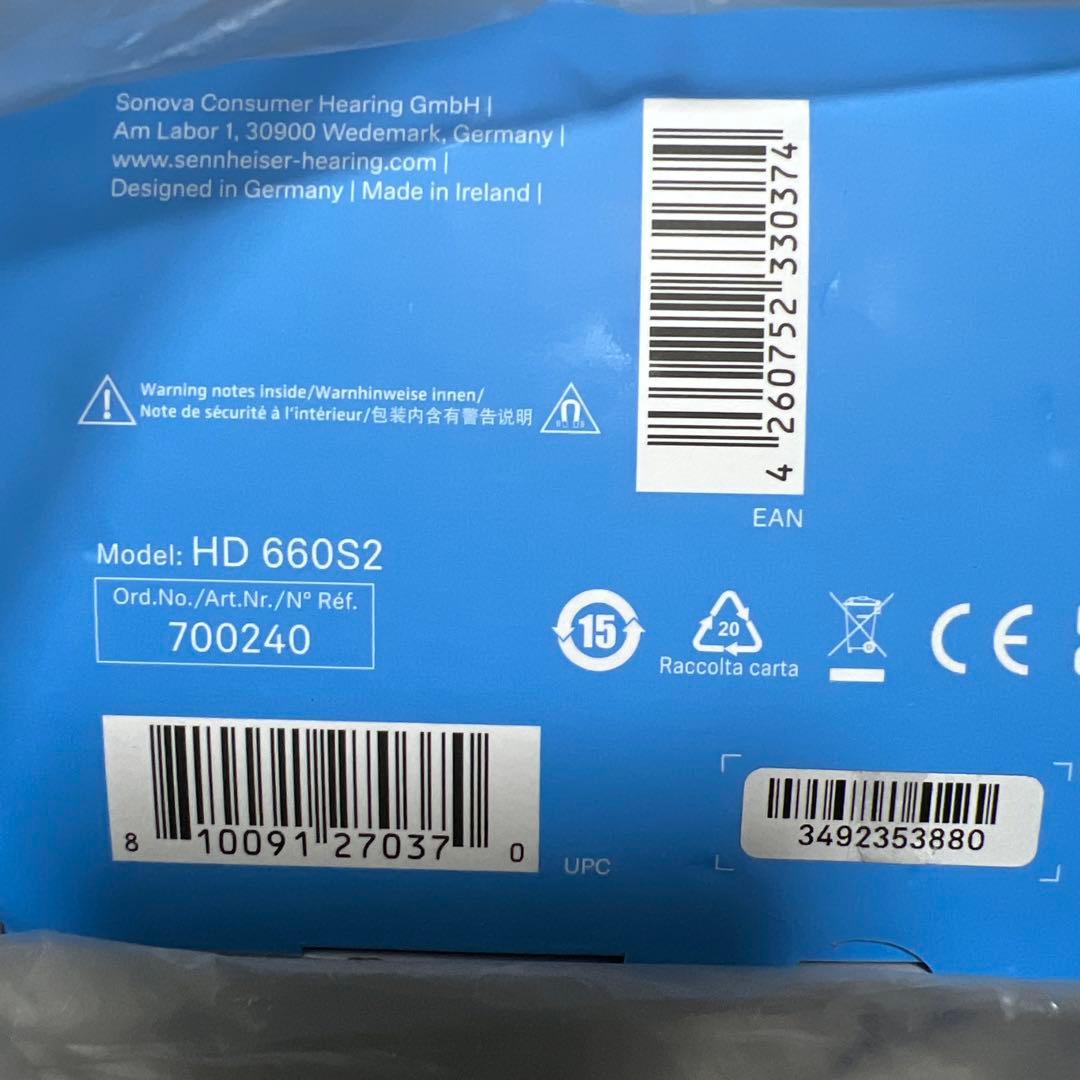 Sonova Consumer Hearing GmbH |
Am Labor 1, 30900 Wedemark, Germany |
www.sennheiser-hearing.com |
Designed in Germany | Made in Ireland |
4 260752 330374
EAN
Warning notes inside/Warnhinweise innen/
Note de sécurité à l'intérieur/包装内含有警告说明
Model: HD 660S2
Ord.No./Art.Nr./N° Réf.
700240
15
20
Raccolta carta
CE
8 10091 27037 0
UPC
3492353880